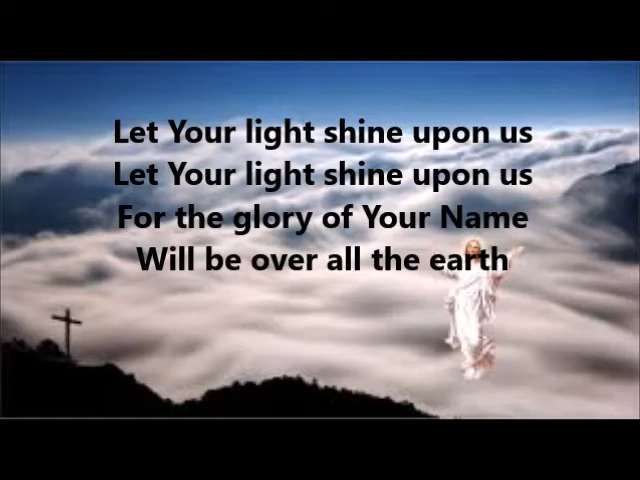 Let Your light shine upon us
Let Your light shine upon us
For the glory of Your Name
Will be over all the earth